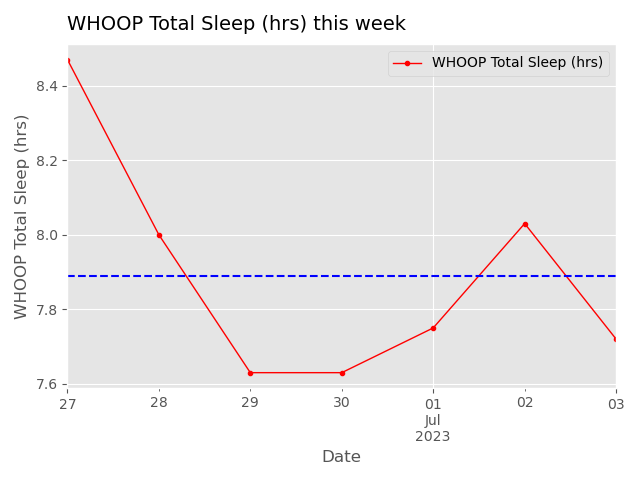 WHOOP Total Sleep (hrs) this week
WHOOP Total Sleep (hrs)
WHOOP Total Sleep (hrs)
8.4
8.2
8.0
7.8
7.6
27 28 29 30 01 02 03
Jul
2023
Date